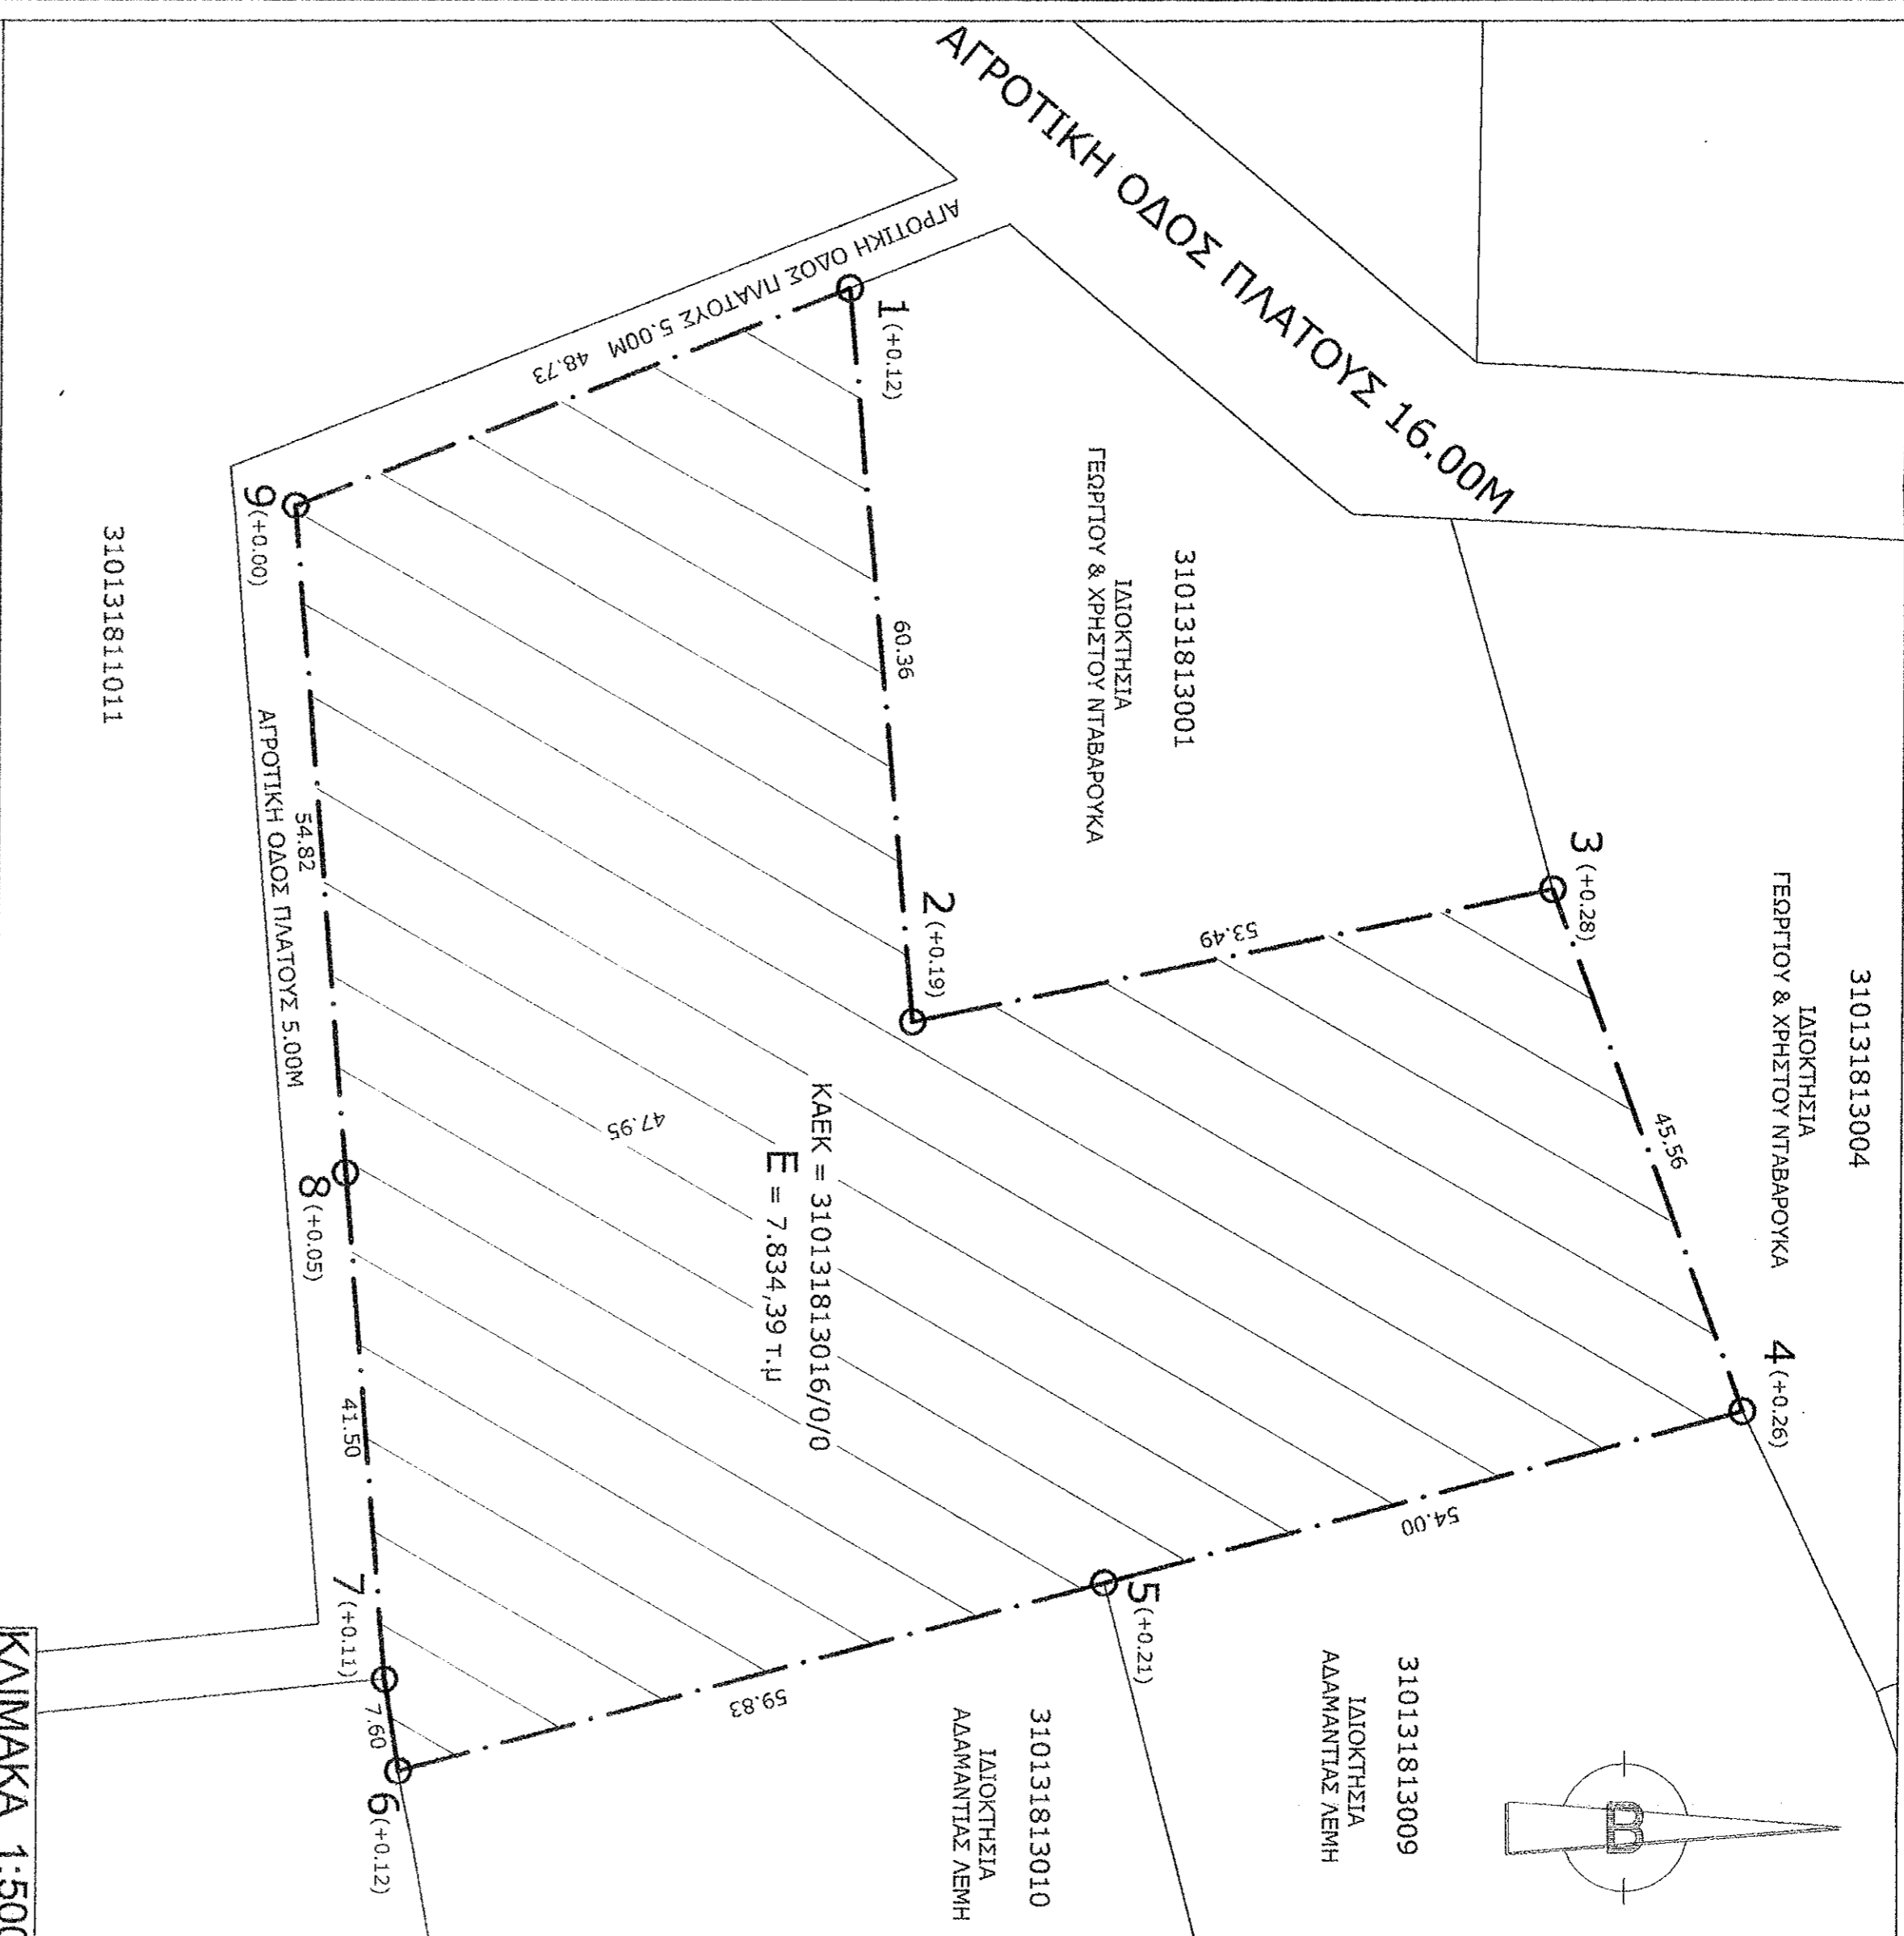 310131813004
ΙΔΙΟΚΤΗΣΙΑ
ΓΕΩΡΓΙΟΥ & ΧΡΗΣΤΟΥ ΝΤΑΒΑΡΟΥΚΑ
ΑΓΡΟΤΙΚΗ ΟΔΟΣ ΠΛΑΤΟΥΣ 16.00Μ
3 (+0.28)
4 (+0.26)
45.56
53.49
54.00
310131813001
ΙΔΙΟΚΤΗΣΙΑ
ΓΕΩΡΓΙΟΥ & ΧΡΗΣΤΟΥ ΝΤΑΒΑΡΟΥΚΑ
310131813009
ΙΔΙΟΚΤΗΣΙΑ
ΑΔΑΜΑΝΤΙΑΣ ΛΕΜΗ
Β
5 (+0.21)
310131813010
ΙΔΙΟΚΤΗΣΙΑ
ΑΔΑΜΑΝΤΙΑΣ ΛΕΜΗ
1 (+0.12)
60.36
2 (+0.19)
ΑΓΡΟΤΙΚΗ ΟΔΟΣ ΠΛΑΤΟΥΣ 5.00Μ
48.73
ΚΑΕΚ = 310131813016/0/0
Ε = 7.834,39 τ.μ
47.95
59.83
9 (+0.00)
54.82
8 (+0.05)
41.50
7 (+0.11)
7.60
6 (+0.12)
ΑΓΡΟΤΙΚΗ ΟΔΟΣ ΠΛΑΤΟΥΣ 5.00Μ
310131811011
ΚΛΙΜΑΚΑ 1:500